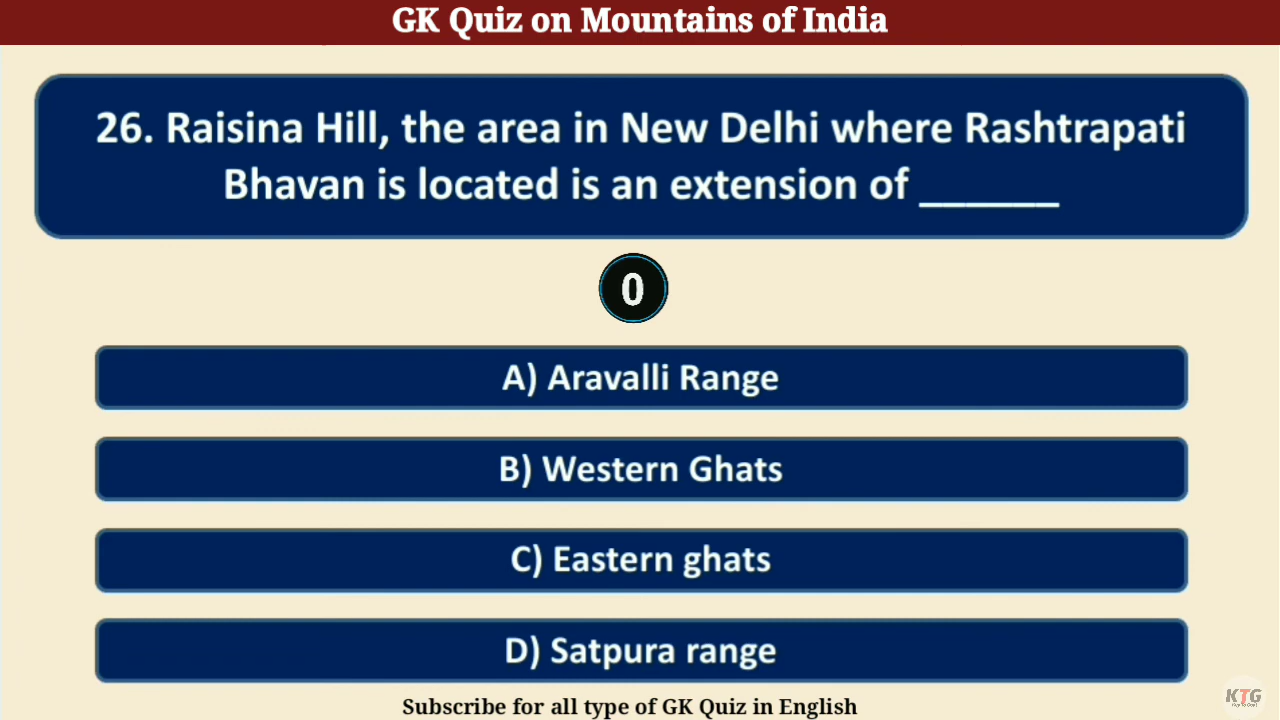 GK Quiz on Mountains of India
26. Raisina Hill, the area in New Delhi where Rashtrapati
Bhavan is located is an extension of ______
0
A) Aravalli Range
B) Western Ghats
C) Eastern ghats
D) Satpura range
Subscribe for all type of GK Quiz in English
KTG